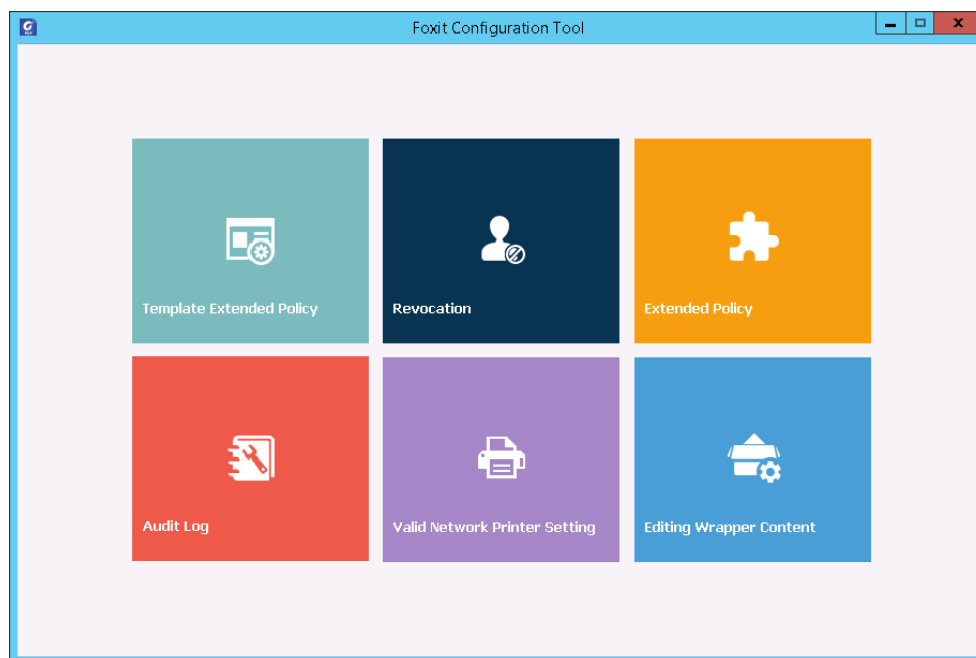 Foxit Configuration Tool
Template Extended Policy
Revocation
Extended Policy
Audit Log
Valid Network Printer Setting
Editing Wrapper Content